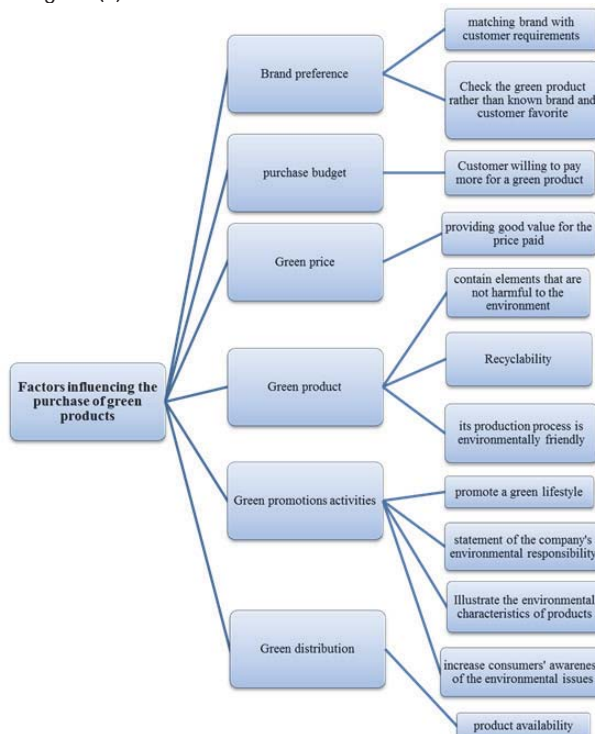 matching brand with
customer requirements
Brand preference
Check the green product
rather than known brand and
customer favorite
purchase budget
Customer willing to pay
more for a green product
Green price
providing good value for the
price paid
contain elements that are
not harmful to the
environment
Factors influencing the
purchase of green
products
Green product
Recyclability
its production process is
environmentally friendly
Green promotions activities
promote a green lifestyle
statement of the company's
environmental responsibility
Illustrate the environmental
characteristics of products
increase consumers' awarenes
of the environmental issues
Green distribution
product availability